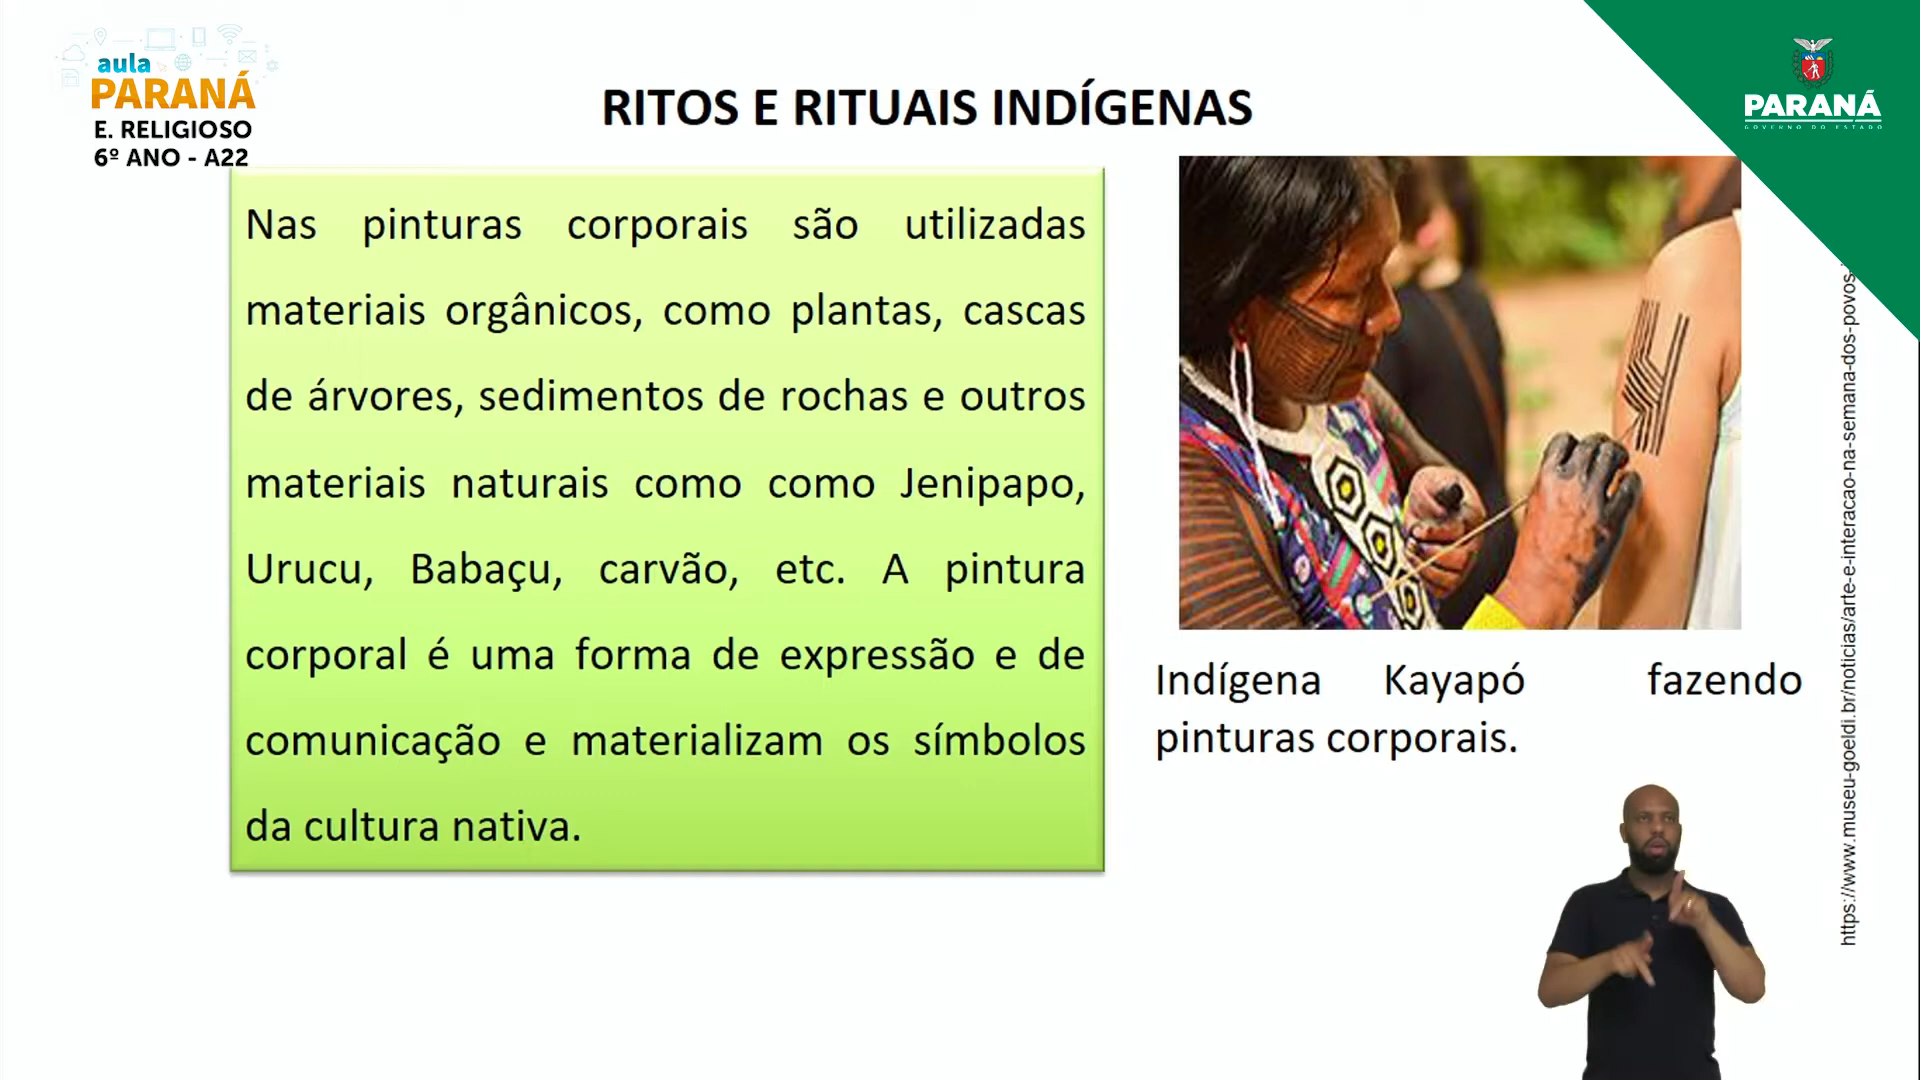 aula
PARANÁ
E. RELIGIOSO
6º ANO - A22
RITOS E RITUAIS INDÍGENAS
PARANÁ
GOVERNO DO ESTADO
Nas pinturas corporais são utilizadas
materiais orgânicos, como plantas, cascas
de árvores, sedimentos de rochas e outros
materiais naturais como como Jenipapo,
Urucu, Babaçu, carvão, etc. A pintura
corporal é uma forma de expressão e de
comunicação e materializam os símbolos
da cultura nativa.
Indígena Kayapó fazendo
pinturas corporais.
https://www.museu-goeldi.br/noticias/arte-e-interacao-na-semana-dos-povos-